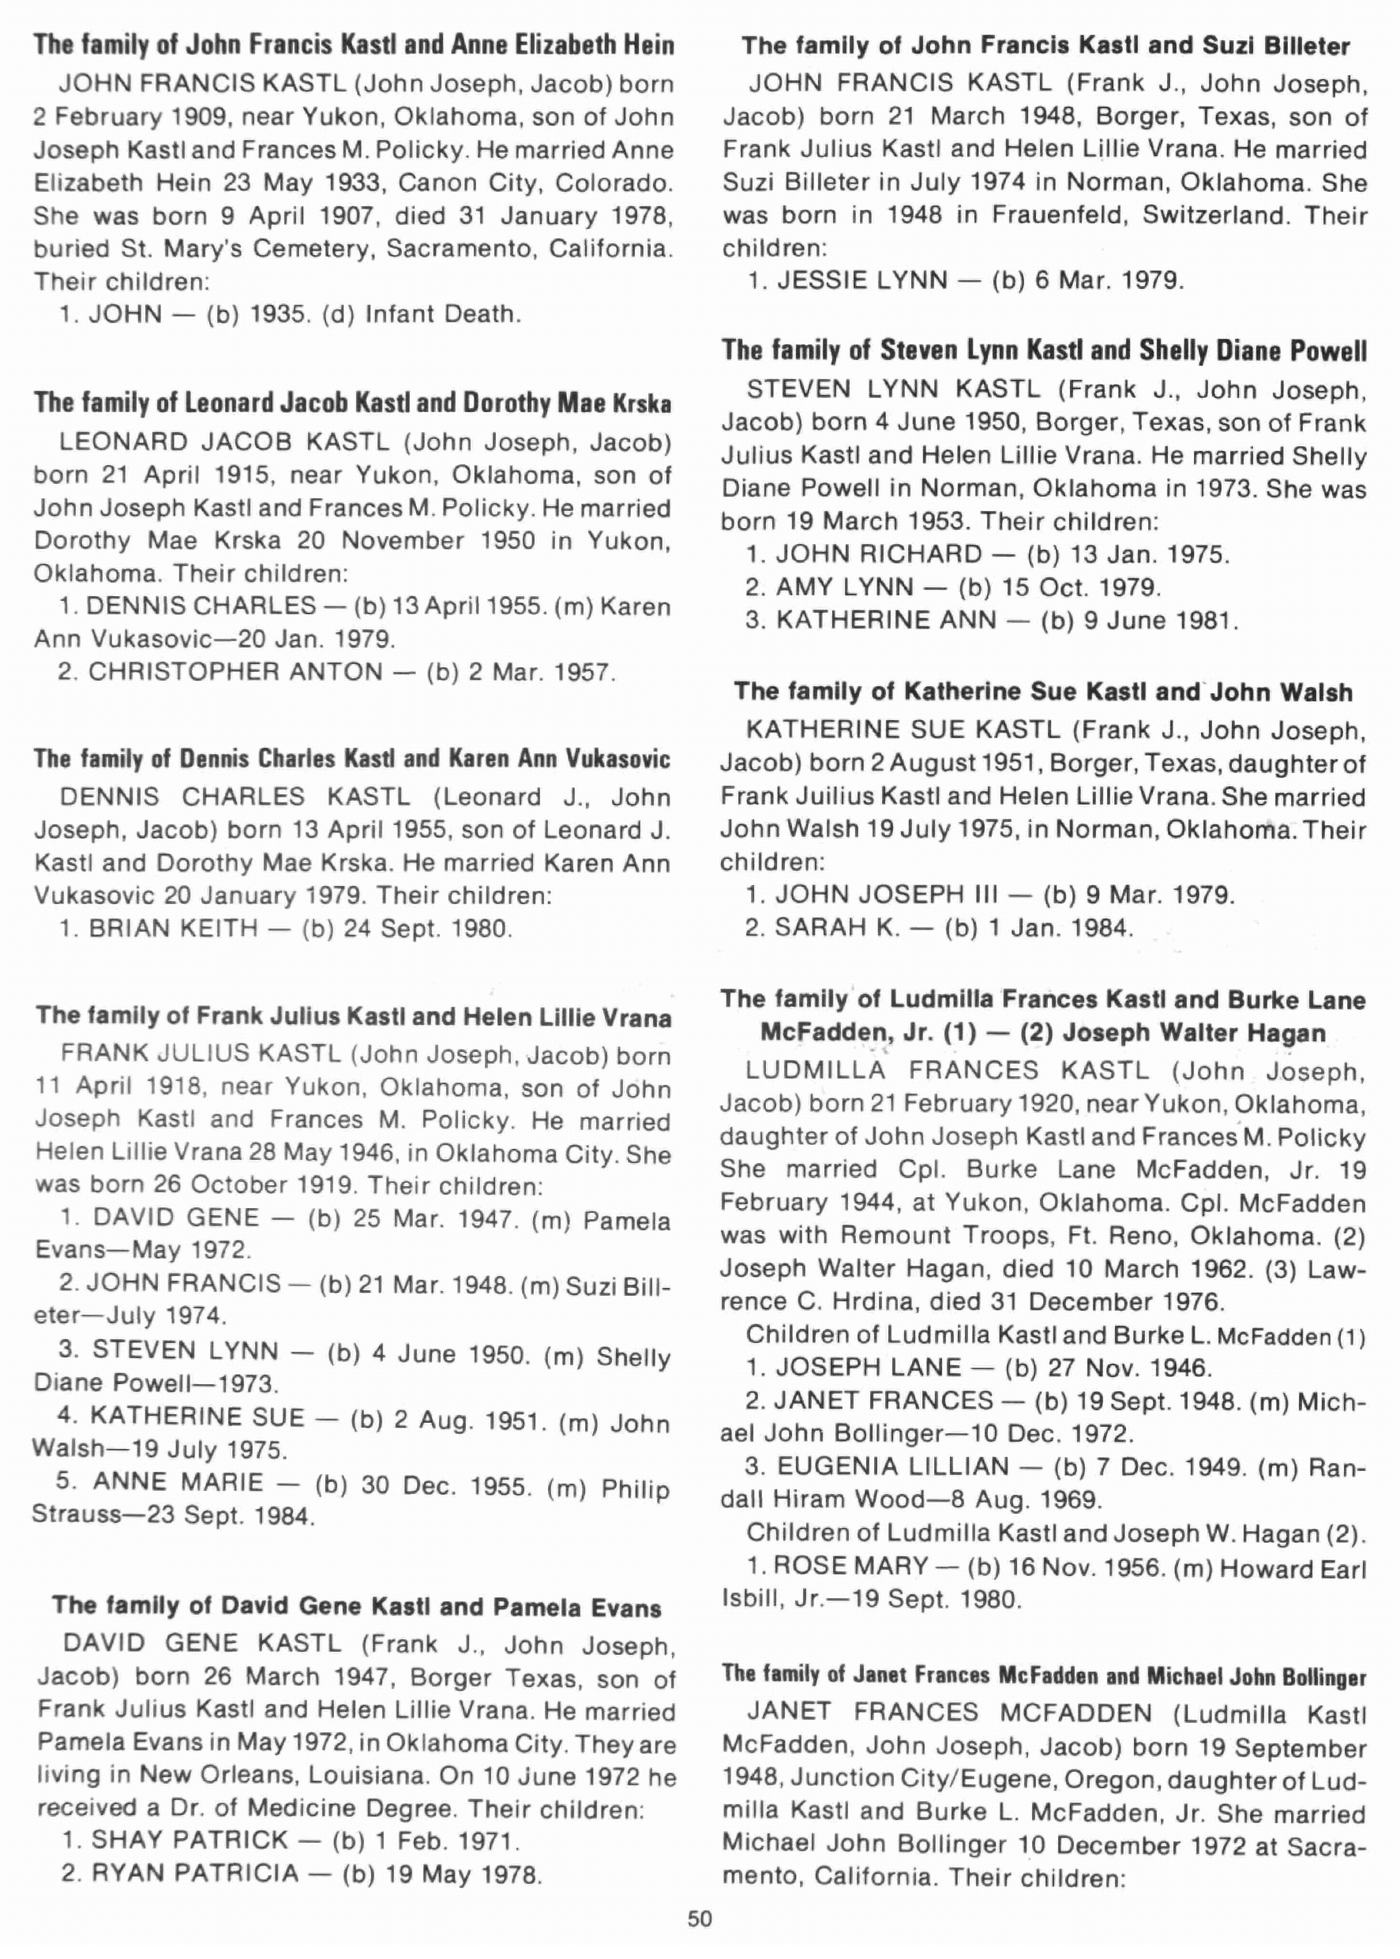 The family of John Francis Kastl and Anne Elizabeth Hein
JOHN FRANCIS KASTL (John Joseph, Jacob) born
2 February 1909, near Yukon, Oklahoma, son of John
Joseph Kastl and Frances M. Policky. He married Anne
Elizabeth Hein 23 May 1933, Canon City, Colorado.
She was born 9 April 1907, died 31 January 1978,
buried St. Mary's Cemetery, Sacramento, California.
Their children:
1. JOHN — (b) 1935. (d) Infant Death.
The family of Leonard Jacob Kastl and Dorothy Mae Krska
LEONARD JACOB KASTL (John Joseph, Jacob)
born 21 April 1915, near Yukon, Oklahoma, son of
John Joseph Kastl and Frances M. Policky. He married
Dorothy Mae Krska 20 November 1950 in Yukon,
Oklahoma. Their children:
1. DENNIS CHARLES — (b) 13 April 1955. (m) Karen
Ann Vukasovic—20 Jan. 1979.
2. CHRISTOPHER ANTON — (b) 2 Mar. 1957.
The family of Dennis Charles Kastl and Karen Ann Vukasovic
DENNIS CHARLES KASTL (Leonard J., John
Joseph, Jacob) born 13 April 1955, son of Leonard J.
Kastl and Dorothy Mae Krska. He married Karen Ann
Vukasovic 20 January 1979. Their children:
1. BRIAN KEITH — (b) 24 Sept. 1980.
The family of Frank Julius Kastl and Helen Lillie Vrana
FRANK JULIUS KASTL (John Joseph, Jacob) born
11 April 1918, near Yukon, Oklahoma, son of John
Joseph Kastl and Frances M. Policky. He married
Helen Lillie Vrana 28 May 1946, in Oklahoma City. She
was born 26 October 1919. Their children:
1. DAVID GENE — (b) 25 Mar. 1947. (m) Pamela
Evans—May 1972.
2. JOHN FRANCIS — (b) 21 Mar. 1948. (m) Suzi Bill-
eter—July 1974.
3. STEVEN LYNN — (b) 4 June 1950. (m) Shelly
Diane Powell—1973.
4. KATHERINE SUE — (b) 2 Aug. 1951. (m) John
Walsh—19 July 1975.
5. ANNE MARIE — (b) 30 Dec. 1955. (m) Philip
Strauss—23 Sept. 1984.
The family of David Gene Kastl and Pamela Evans
DAVID GENE KASTL (Frank J., John Joseph,
Jacob) born 26 March 1947, Borger Texas, son of
Frank Julius Kastl and Helen Lillie Vrana. He married
Pamela Evans in May 1972, in Oklahoma City. They are
living in New Orleans, Louisiana. On 10 June 1972 he
received a Dr. of Medicine Degree. Their children:
1. SHAY PATRICK — (b) 1 Feb. 1971.
2. RYAN PATRICIA — (b) 19 May 1978.
The family of John Francis Kastl and Suzi Billeter
JOHN FRANCIS KASTL (Frank J., John Joseph,
Jacob) born 21 March 1948, Borger, Texas, son of
Frank Julius Kastl and Helen Lillie Vrana. He married
Suzi Billeter in July 1974 in Norman, Oklahoma. She
was born in 1948 in Frauenfeld, Switzerland. Their
children:
1. JESSIE LYNN — (b) 6 Mar. 1979.
The family of Steven Lynn Kastl and Shelly Diane Powell
STEVEN LYNN KASTL (Frank J., John Joseph,
Jacob) born 4 June 1950, Borger, Texas, son of Frank
Julius Kastl and Helen Lillie Vrana. He married Shelly
Diane Powell in Norman, Oklahoma in 1973. She was
born 19 March 1953. Their children:
1. JOHN RICHARD — (b) 13 Jan. 1975.
2. AMY LYNN — (b) 15 Oct. 1979.
3. KATHERINE ANN — (b) 9 June 1981.
The family of Katherine Sue Kastl and John Walsh
KATHERINE SUE KASTL (Frank J., John Joseph,
Jacob) born 2 August 1951, Borger, Texas, daughter of
Frank Juilius Kastl and Helen Lillie Vrana. She married
John Walsh 19 July 1975, in Norman, Oklahoma. Their
children:
1. JOHN JOSEPH III — (b) 9 Mar. 1979.
2. SARAH K. — (b) 1 Jan. 1984.
The family of Ludmilla Frances Kastl and Burke Lane
McFadden, Jr. (1) — (2) Joseph Walter Hagan
LUDMILLA FRANCES KASTL (John Joseph,
Jacob) born 21 February 1920, near Yukon, Oklahoma,
daughter of John Joseph Kastl and Frances M. Policky
She married Cpl. Burke Lane McFadden, Jr. 19
February 1944, at Yukon, Oklahoma. Cpl. McFadden
was with Remount Troops, Ft. Reno, Oklahoma. (2)
Joseph Walter Hagan, died 10 March 1962. (3) Law-
rence C. Hrdina, died 31 December 1976.
Children of Ludmilla Kastl and Burke L. McFadden (1)
1. JOSEPH LANE — (b) 27 Nov. 1946.
2. JANET FRANCES — (b) 19 Sept. 1948. (m) Mich-
ael John Bollinger—10 Dec. 1972.
3. EUGENIA LILLIAN — (b) 7 Dec. 1949. (m) Ran-
dall Hiram Wood—8 Aug. 1969.
Children of Ludmilla Kastl and Joseph W. Hagan (2).
1. ROSE MARY — (b) 16 Nov. 1956. (m) Howard Earl
Isbill, Jr.—19 Sept. 1980.
The family of Janet Frances McFadden and Michael John Bollinger
JANET FRANCES MCFADDEN (Ludmilla Kastl
McFadden, John Joseph, Jacob) born 19 September
1948, Junction City/Eugene, Oregon, daughter of Lud-
milla Kastl and Burke L. McFadden, Jr. She married
Michael John Bollinger 10 December 1972 at Sacra-
mento, California. Their children:
50